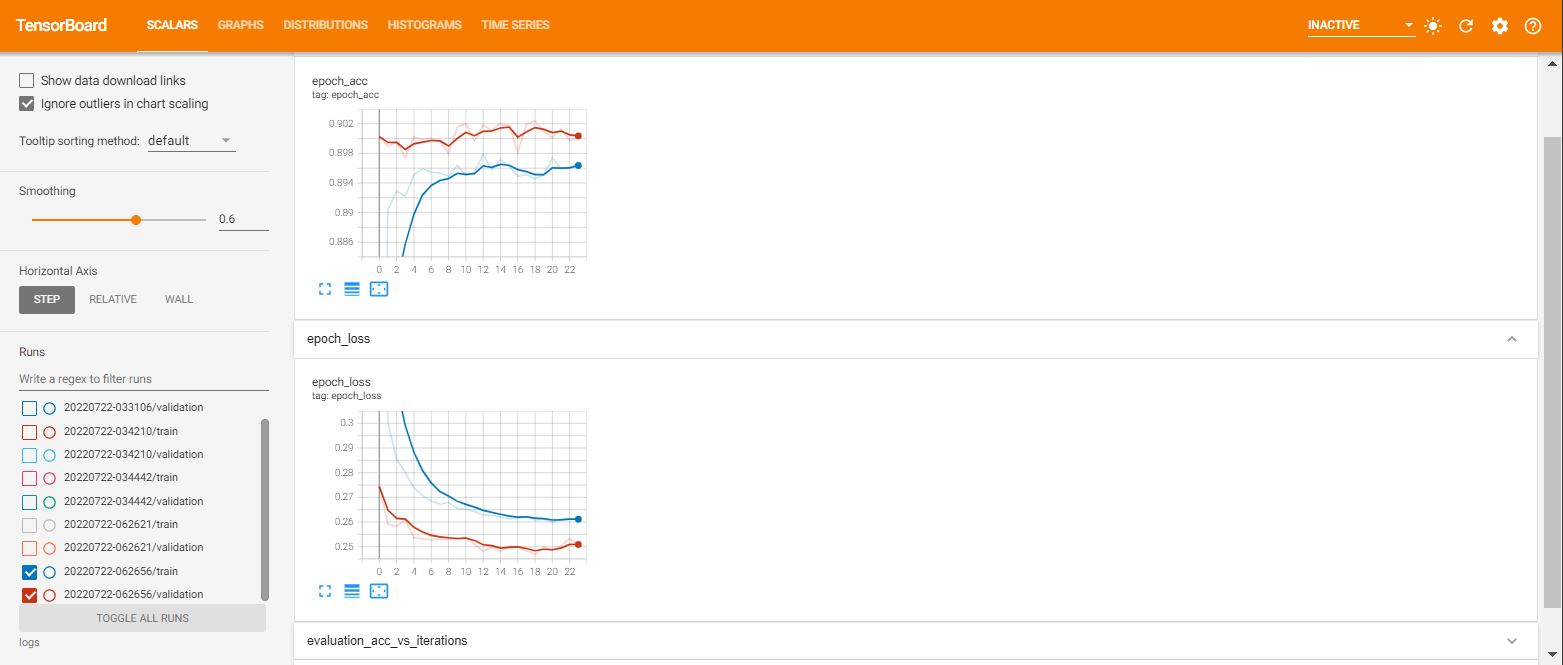 TensorBoard SCALARS GRAPHS DISTRIBUTIONS HISTOGRAMS TIME SERIES INACTIVE
Show data download links
Ignore outliers in chart scaling
Tooltip sorting method: default
Smoothing
0.6
Horizontal Axis
STEP RELATIVE WALL
Runs
Write a regex to filter runs
20220722-033106/validation
20220722-034210/train
20220722-034210/validation
20220722-034442/train
20220722-034442/validation
20220722-062621/train
20220722-062621/validation
20220722-062656/train
20220722-062656/validation
TOGGLE ALL RUNS
logs
epoch_acc
tag: epoch_acc
0.902
0.898
0.894
0.89
0.886
0 2 4 6 8 10 12 14 16 18 20 22
epoch_loss
epoch_loss
tag: epoch_loss
0.3
0.29
0.28
0.27
0.26
0.25
0 2 4 6 8 10 12 14 16 18 20 22
evaluation_acc_vs_iterations